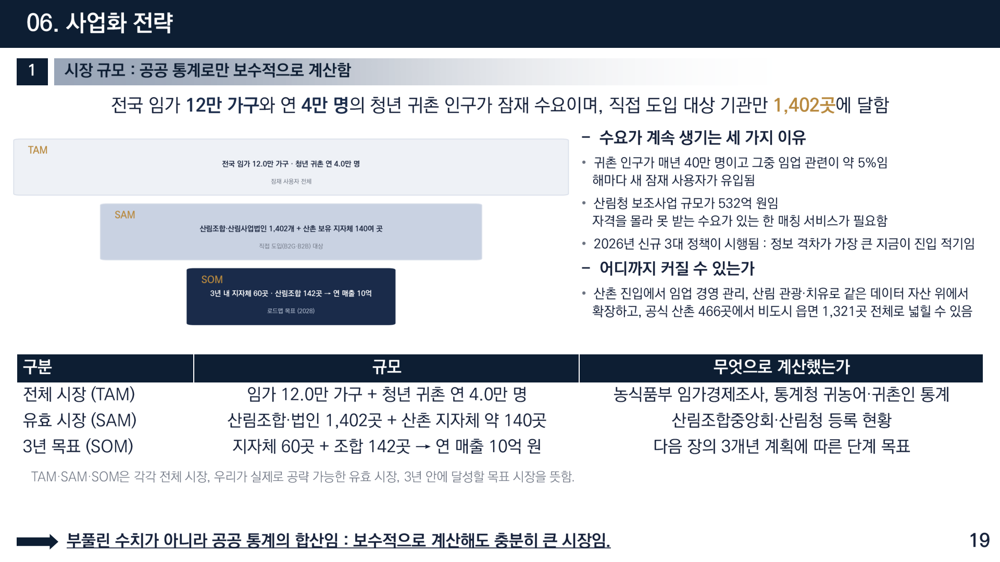 06. 사업화 전략
1
시장 규모 : 공공 통계로만 보수적으로 계산함
전국 임가 12만 가구와 연 4만 명의 청년 귀촌 인구가 잠재 수요이며, 직접 도입 대상 기관만 1,402곳에 달함
TAM
전국 임가 12.0만 가구 · 청년 귀촌 연 4.0만 명
잠재 사용자 전체
SAM
산림조합·산림사업법인 1,402개 + 산촌 보유 지자체 140여 곳
직접 도입(B2G·B2B) 대상
SOM
3년 내 지자체 60곳 · 산림조합 142곳 → 연 매출 10억
로드맵 목표 (2028)
– 수요가 계속 생기는 세 가지 이유
• 귀촌 인구가 매년 40만 명이고 그중 임업 관련이 약 5%임
해마다 새 잠재 사용자가 유입됨
• 산림청 보조사업 규모가 532억 원임
자격을 몰라 못 받는 수요가 있는 한 매칭 서비스가 필요함
• 2026년 신규 3대 정책이 시행됨 : 정보 격차가 가장 큰 지금이 진입 적기임
– 어디까지 커질 수 있는가
• 산촌 진입에서 임업 경영 관리, 산림 관광·치유로 같은 데이터 자산 위에서
확장하고, 공식 산촌 466곳에서 비도시 읍면 1,321곳 전체로 넓힐 수 있음
구분 규모 무엇으로 계산했는가
전체 시장 (TAM) 임가 12.0만 가구 + 청년 귀촌 연 4.0만 명 농식품부 임가경제조사, 통계청 귀농어·귀촌인 통계
유효 시장 (SAM) 산림조합·법인 1,402곳 + 산촌 지자체 약 140곳 산림조합중앙회·산림청 등록 현황
3년 목표 (SOM) 지자체 60곳 + 조합 142곳 → 연 매출 10억 원 다음 장의 3개년 계획에 따른 단계 목표
TAM·SAM·SOM은 각각 전체 시장, 우리가 실제로 공략 가능한 유효 시장, 3년 안에 달성할 목표 시장을 뜻함.
부풀린 수치가 아니라 공공 통계의 합산임 : 보수적으로 계산해도 충분히 큰 시장임.
19